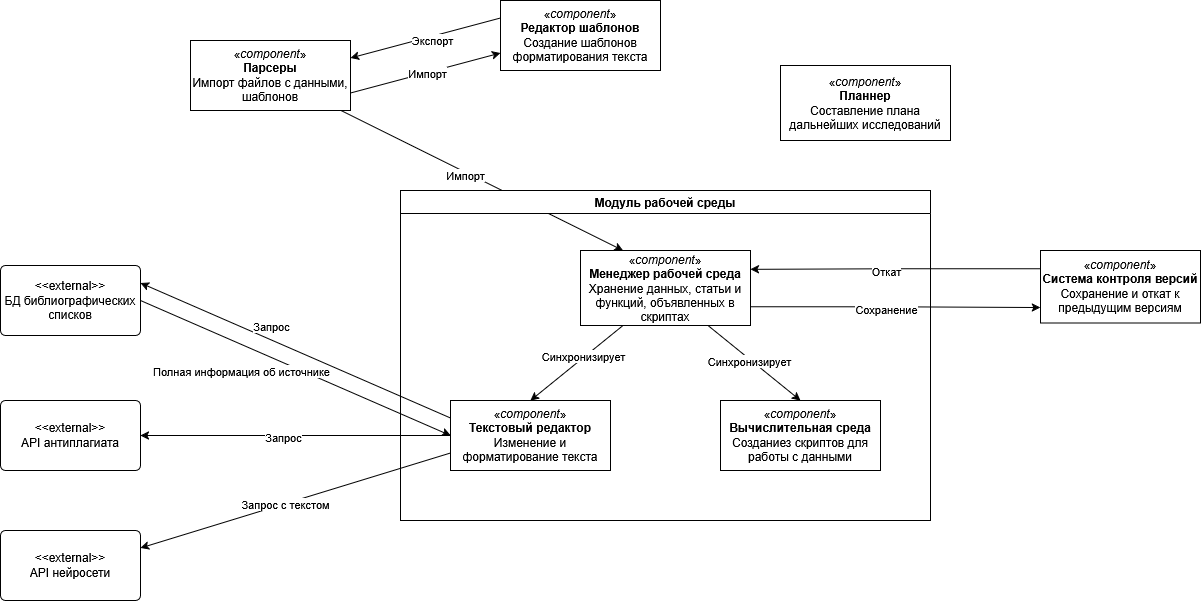 «component»
Редактор шаблонов
Создание шаблонов
форматирования текста
Экспорт
Импорт
«component»
Парсеры
Импорт файлов с данными,
шаблонов
«component»
Планнер
Составление плана
дальнейших исследований
Импорт
Модуль рабочей среды
«component»
Менеджер рабочей среда
Хранение данных, статьи и
функций, объявленных в
скриптах
Откат
Сохранение
«component»
Система контроля версий
Сохранение и откат к
предыдущим версиям
<<external>>
БД библиографических
списков
Запрос
Полная информация об источнике
Синхронизирует
Синхронизирует
«component»
Текстовый редактор
Изменение и
форматирование текста
«component»
Вычислительная среда
Созданиез скриптов для
работы с данными
<<external>>
API антиплагиата
Запрос
Запрос с текстом
<<external>>
API нейросети